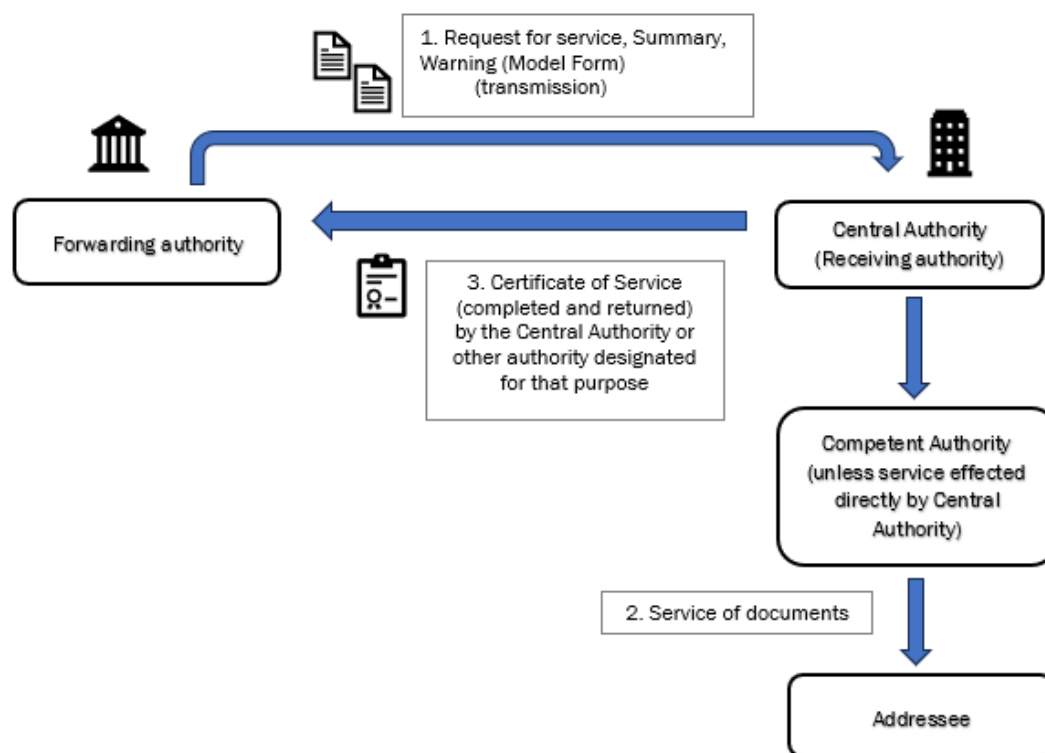 1. Request for service, Summary,
Warning (Model Form)
(transmission)
Forwarding authority
Central Authority
(Receiving authority)
3. Certificate of Service
(completed and returned)
by the Central Authority or
other authority designated
for that purpose
Competent Authority
(unless service effected
directly by Central
Authority)
2. Service of documents
Addressee